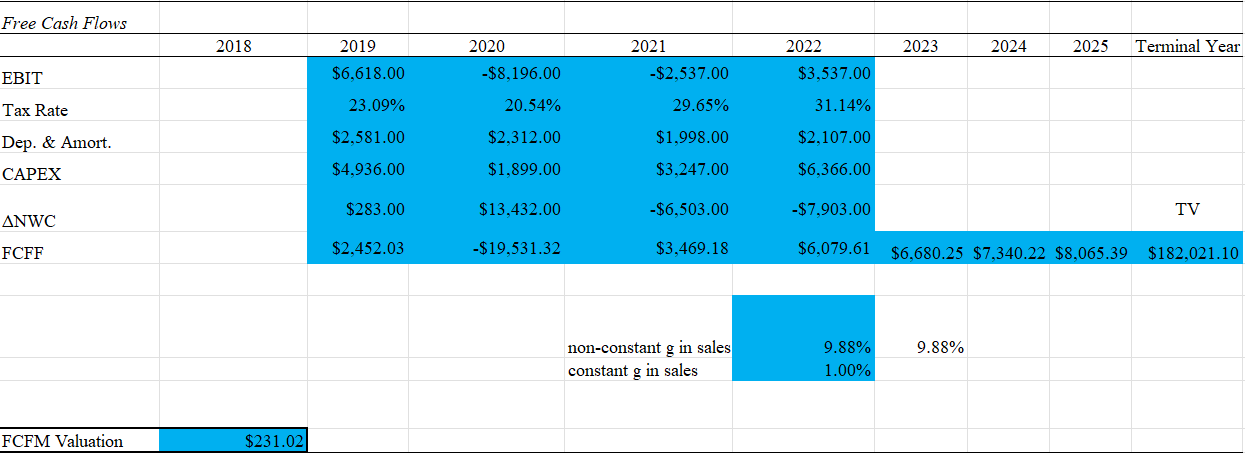 Free Cash Flows
2018 2019 2020 2021 2022 2023 2024 2025 Terminal Year
EBIT $6,618.00 -$8,196.00 -$2,537.00 $3,537.00
Tax Rate 23.09% 20.54% 29.65% 31.14%
Dep. & Amort. $2,581.00 $2,312.00 $1,998.00 $2,107.00
CAPEX $4,936.00 $1,899.00 $3,247.00 $6,366.00
ΔNWC $283.00 $13,432.00 -$6,503.00 -$7,903.00 TV
FCFF $2,452.03 -$19,531.32 $3,469.18 $6,079.61 $6,680.25 $7,340.22 $8,065.39 $182,021.10
non-constant g in sales 9.88% 9.88%
constant g in sales 1.00%
FCFM Valuation $231.02